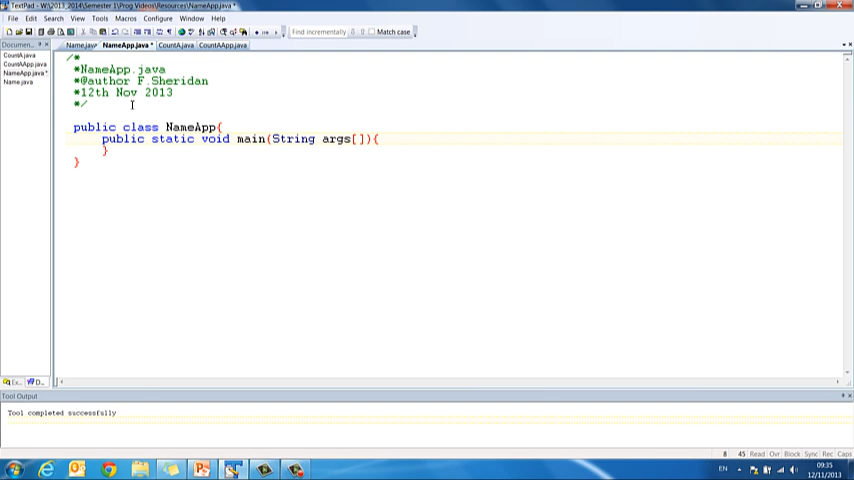 TextPad - W:\2013_2014\Semester 1\Prog Videos\Resources\NameApp.java *
File Edit Search View Tools Macros Configure Window Help
Find incrementally Match case
Documen...
Name.java NameApp.java * CountA.java CountAApp.java
CountA.java
CountAApp.java
NameApp.java *
Name.java
/*
*NameApp.java
*@author F.Sheridan
*12th Nov 2013
*/
public class NameApp{
public static void main(String args[]){
}
}
Ex... D...
Tool Output
Tool completed successfully
8 45 Read Ovr Block Sync Rec Caps
EN 09:35
12/11/2013